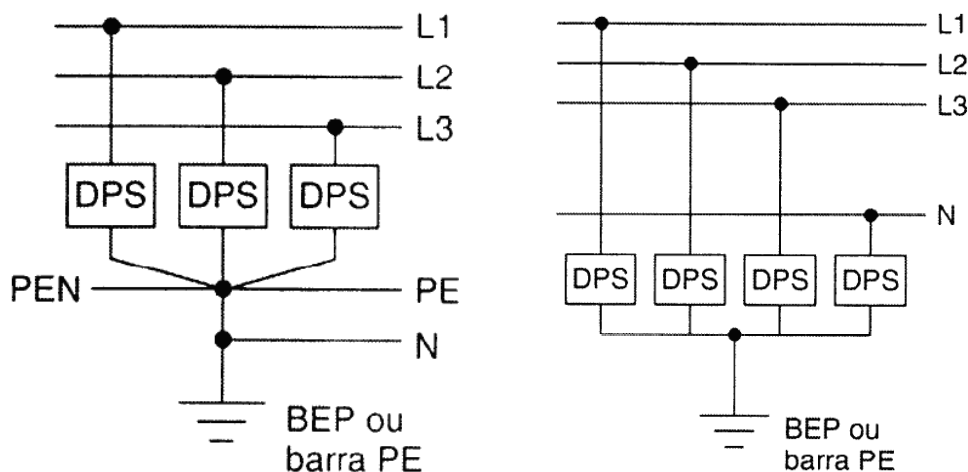 L1
L2
L3
DPS DPS DPS
PEN PE
N
BEP ou
barra PE
L1
L2
L3
N
DPS DPS DPS DPS
BEP ou
barra PE